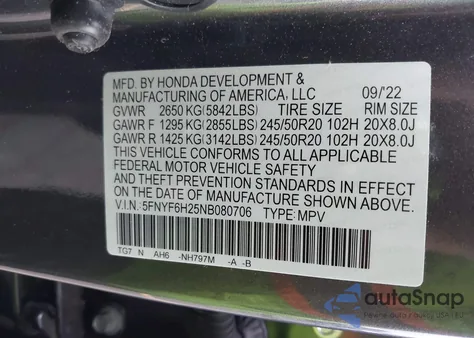 MFD. BY HONDA DEVELOPMENT &
MANUFACTURING OF AMERICA, LLC 09/22
GVWR 2650 KG(5842LBS) TIRE SIZE RIM SIZE
GAWR F 1295 KG(2855LBS) 245/50R20 102H 20X8.0J
GAWR R 1425 KG(3142LBS) 245/50R20 102H 20X8.0J
THIS VEHICLE CONFORMS TO ALL APPLICABLE
FEDERAL MOTOR VEHICLE SAFETY
AND THEFT PREVENTION STANDARDS
IN EFFECT ON THE DATE OF
MANUFACTURE SHOWN ABOVE.
V.I.N. 5FNYF6H25NB080706 TYPE: MPV
TG7 N AH6 -NH797M -A -B
autoSnap